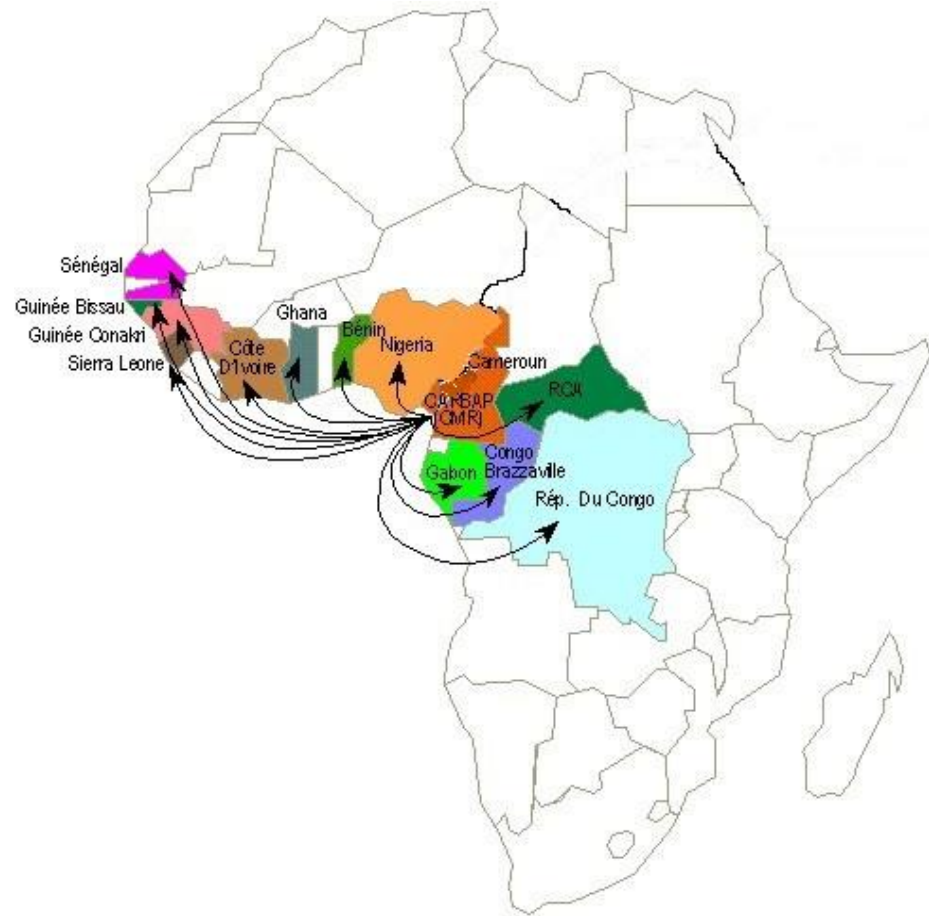 Sénégal
Guinée Bissau
Guinée Conakri
Sierra Leone
Côte
D'Ivoire
Ghana
Bénin
Nigeria
Cameroun
CARBAP
(CMR)
RCA
Gabon
Congo
Brazzaville
Rép. Du Congo